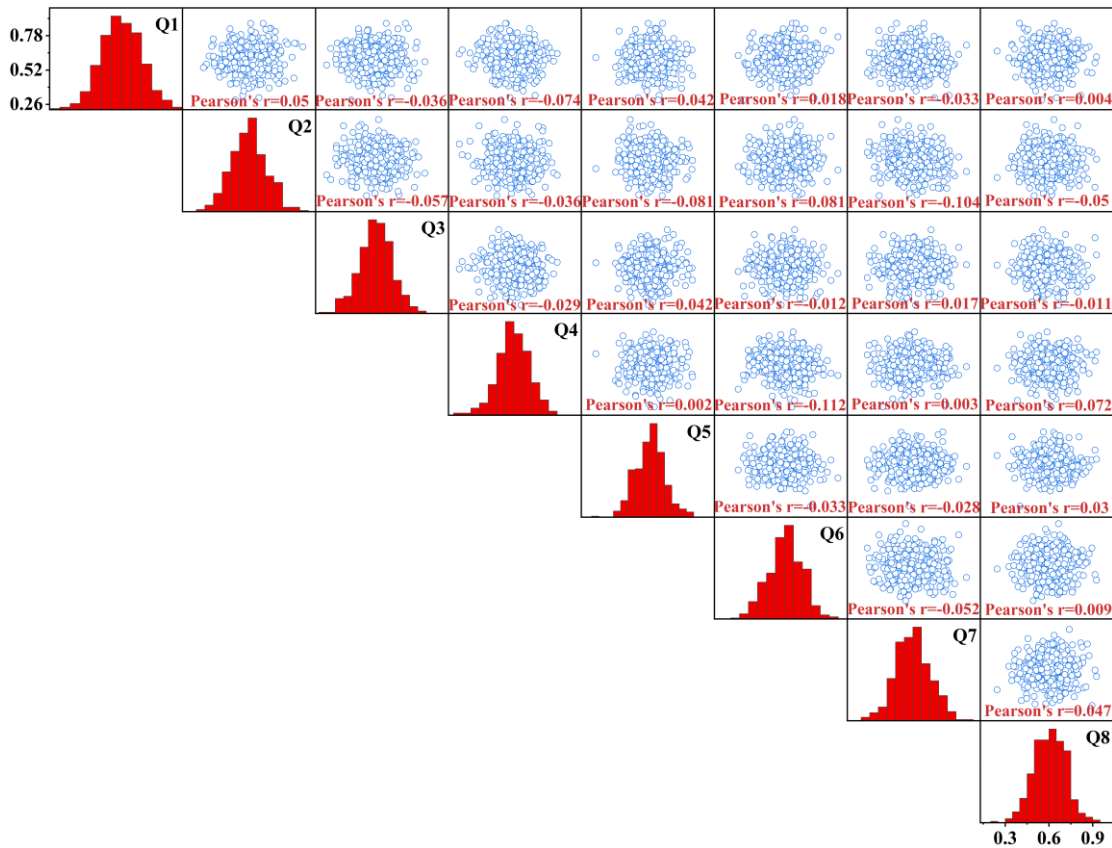 Q1
0.78
0.52
0.26
Pearson's r=0.05
Pearson's r=-0.036
Pearson's r=-0.074
Pearson's r=0.042
Pearson's r=0.018
Pearson's r=-0.033
Pearson's r=0.004
Q2
Pearson's r=-0.057
Pearson's r=-0.036
Pearson's r=-0.081
Pearson's r=0.081
Pearson's r=-0.104
Pearson's r=-0.05
Q3
Pearson's r=-0.029
Pearson's r=0.042
Pearson's r=-0.012
Pearson's r=0.017
Pearson's r=-0.011
Q4
Pearson's r=0.002
Pearson's r=-0.112
Pearson's r=0.003
Pearson's r=0.072
Q5
Pearson's r=-0.033
Pearson's r=-0.028
Pearson's r=0.03
Q6
Pearson's r=-0.052
Pearson's r=0.009
Q7
Pearson's r=0.047
Q8
0.3 0.6 0.9